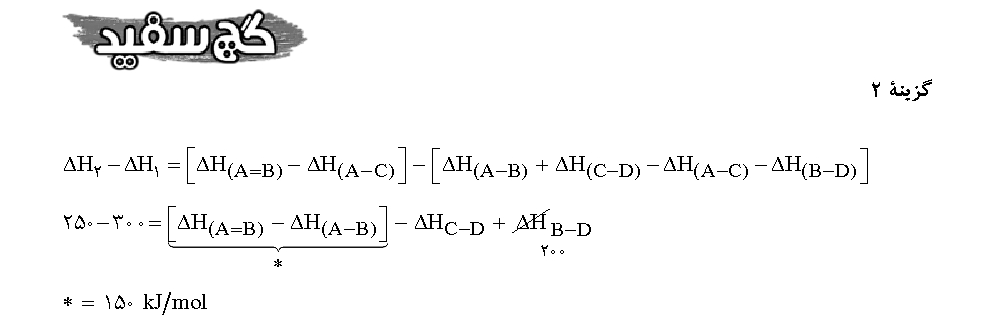 گچ سفید
گزینهٔ ۲
ΔH۲ − ΔH۱ = [ΔH(A=B) − ΔH(A−C)] − [ΔH(A−B) + ΔH(C−D) − ΔH(A−C) − ΔH(B−D)]
۲۵۰ − ۳۰۰ = [ΔH(A=B) − ΔH(A−B)] − ΔHC−D + ΔHB−D
* ۲۰۰
* = ۱۵۰ kJ/mol